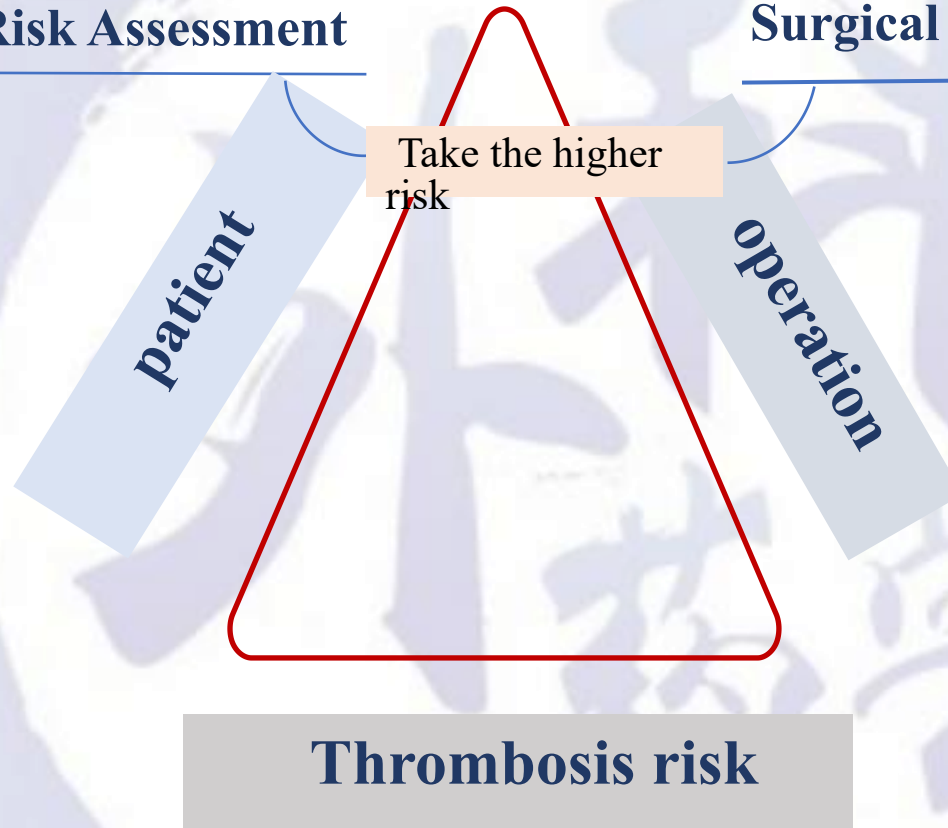 Risk Assessment
Surgical
Take the higher
risk
patient
operation
Thrombosis risk